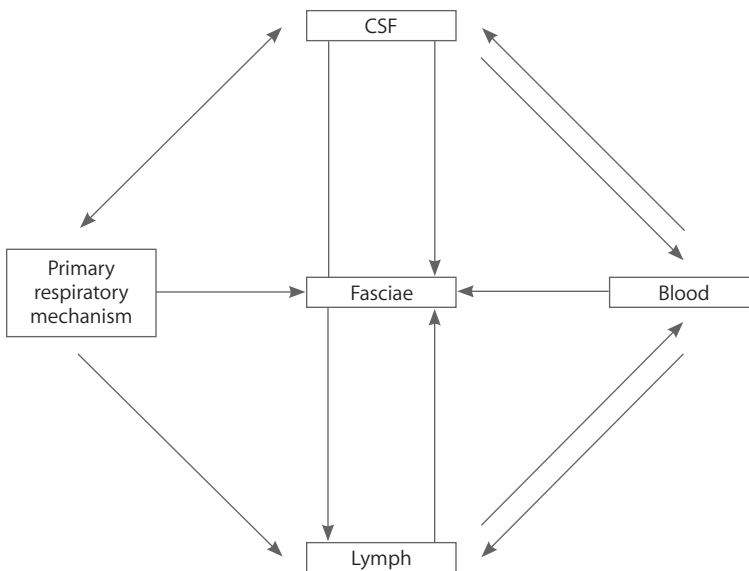 CSF
Primary
respiratory
mechanism
Fasciae
Blood
Lymph